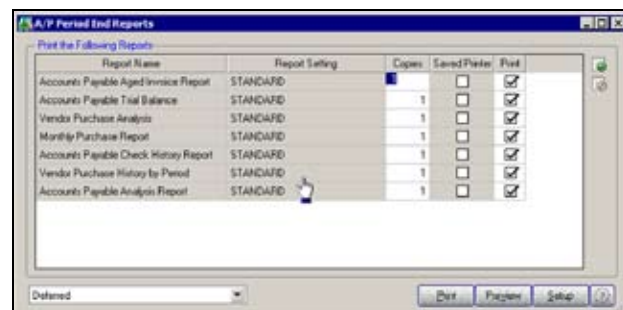 A/P Period End Reports
Print the Following Reports
Report Name Report Setting Copies Saved Printer Print
Accounts Payable Aged Invoice Report STANDARD 1
Accounts Payable Trial Balance STANDARD 1
Vendor Purchase Analysis STANDARD 1
Monthly Purchase Report STANDARD 1
Accounts Payable Check History Report STANDARD 1
Vendor Purchase History by Period STANDARD 1
Accounts Payable Analysis Report STANDARD 1
Deferred Print Preview Setup ?